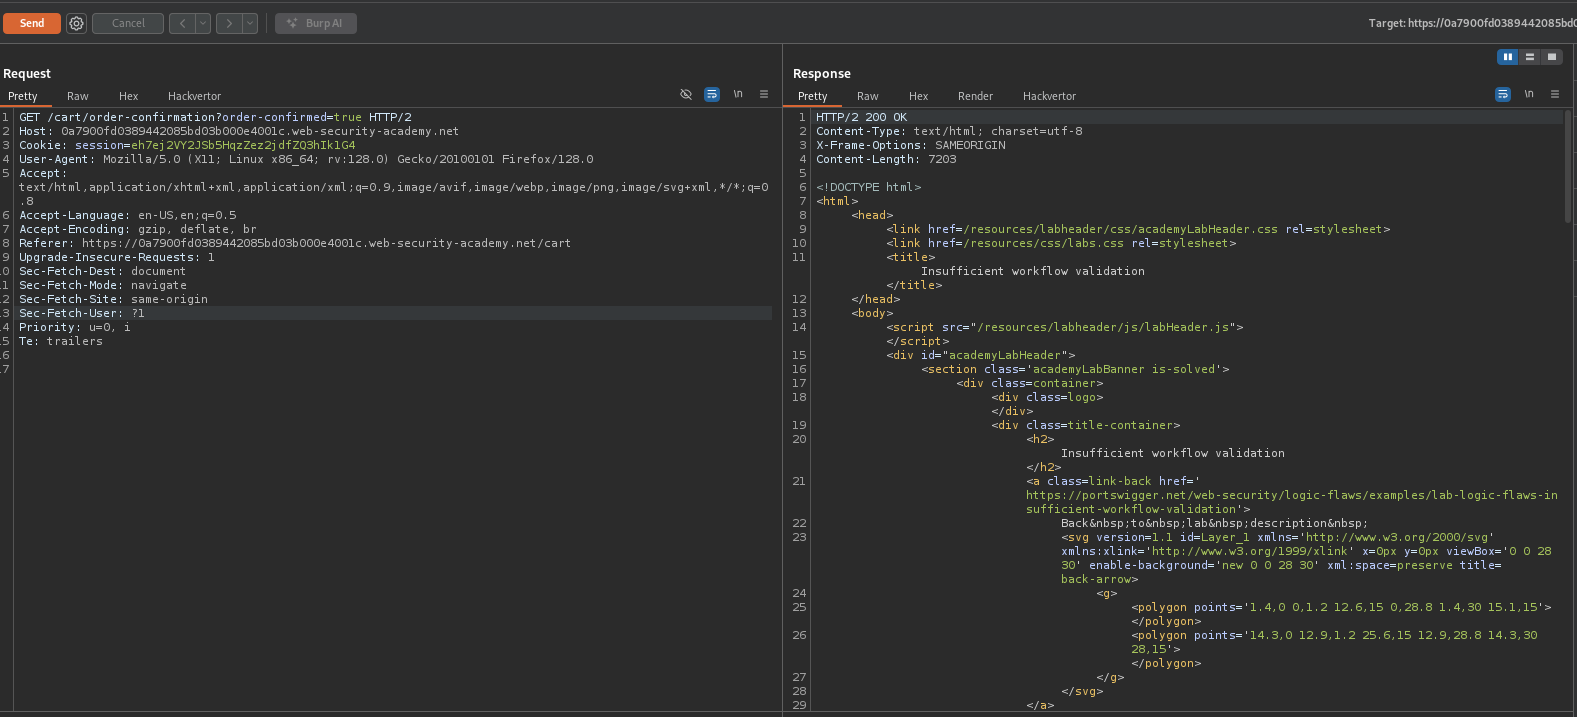 Send
Cancel
Burp AI
Target: https://0a7900fd0389442085bd0
Request
Pretty Raw Hex Hackvertor
\n
1 GET /cart/order-confirmation?order-confirmed=true HTTP/2
2 Host: 0a7900fd0389442085bd03b000e4001c.web-security-academy.net
3 Cookie: session=eh7ej2VY2JSb5HqzZez2jdfZQ3hIk1G4
4 User-Agent: Mozilla/5.0 (X11; Linux x86_64; rv:128.0) Gecko/20100101 Firefox/128.0
5 Accept:
text/html,application/xhtml+xml,application/xml;q=0.9,image/avif,image/webp,image/png,image/svg+xml,*/*;q=0
.8
6 Accept-Language: en-US,en;q=0.5
7 Accept-Encoding: gzip, deflate, br
8 Referer: https://0a7900fd0389442085bd03b000e4001c.web-security-academy.net/cart
9 Upgrade-Insecure-Requests: 1
0 Sec-Fetch-Dest: document
1 Sec-Fetch-Mode: navigate
2 Sec-Fetch-Site: same-origin
3 Sec-Fetch-User: ?1
4 Priority: u=0, i
5 Te: trailers
6
7
Response
Pretty Raw Hex Render Hackvertor
\n
1 HTTP/2 200 OK
2 Content-Type: text/html; charset=utf-8
3 X-Frame-Options: SAMEORIGIN
4 Content-Length: 7203
5
6 <!DOCTYPE html>
7 <html>
8 <head>
9 <link href=/resources/labheader/css/academyLabHeader.css rel=stylesheet>
10 <link href=/resources/css/labs.css rel=stylesheet>
11 <title>
Insufficient workflow validation
</title>
12 </head>
13 <body>
14 <script src="/resources/labheader/js/labHeader.js">
</script>
15 <div id="academyLabHeader">
16 <section class='academyLabBanner is-solved'>
17 <div class=container>
18 <div class=logo>
</div>
19 <div class=title-container>
20 <h2>
Insufficient workflow validation
</h2>
21 <a class=link-back href='
https://portswigger.net/web-security/logic-flaws/examples/lab-logic-flaws-in
sufficient-workflow-validation'>
22 Back&nbsp;to&nbsp;lab&nbsp;description&nbsp;
23 <svg version=1.1 id=Layer_1 xmlns='http://www.w3.org/2000/svg'
xmlns:xlink='http://www.w3.org/1999/xlink' x=0px y=0px viewBox='0 0 28
30' enable-background='new 0 0 28 30' xml:space=preserve title=
back-arrow>
24 <g>
25 <polygon points='1.4,0 0,1.2 12.6,15 0,28.8 1.4,30 15.1,15'>
</polygon>
26 <polygon points='14.3,0 12.9,1.2 25.6,15 12.9,28.8 14.3,30
28,15'>
</polygon>
27 </g>
28 </svg>
29 </a>